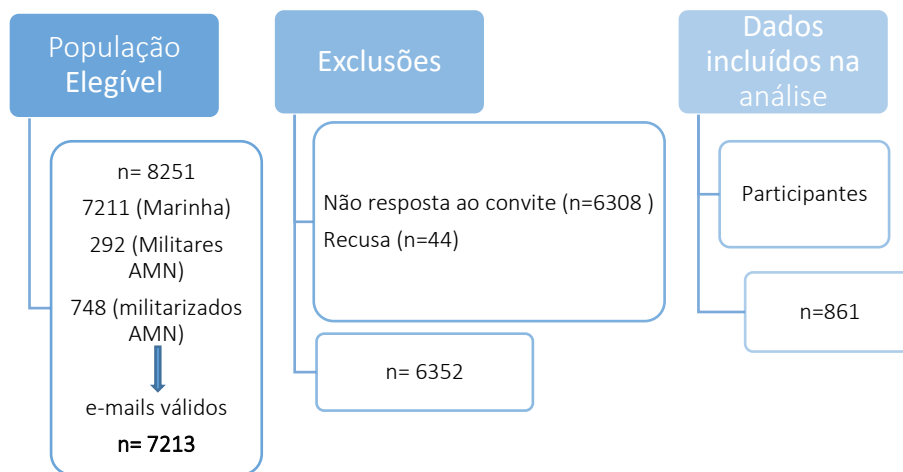 População
Elegível
n= 8251
7211 (Marinha)
292 (Militares
AMN)
748 (militarizados
AMN)
e-mails válidos
n= 7213
Exclusões
Não resposta ao convite (n=6308 )
Recusa (n=44)
n= 6352
Dados
incluídos na
análise
Participantes
n=861